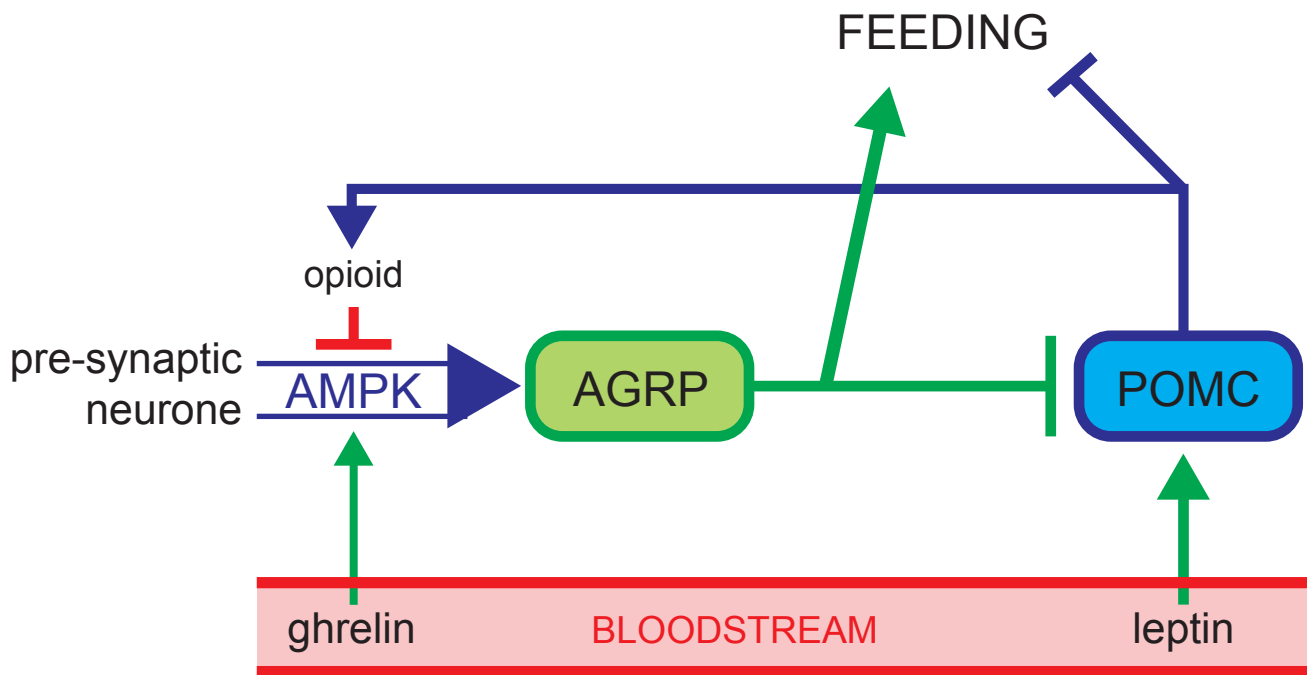 FEEDING
opioid
pre-synaptic
neurone
AMPK
AGRP
POMC
ghrelin
BLOODSTREAM
leptin